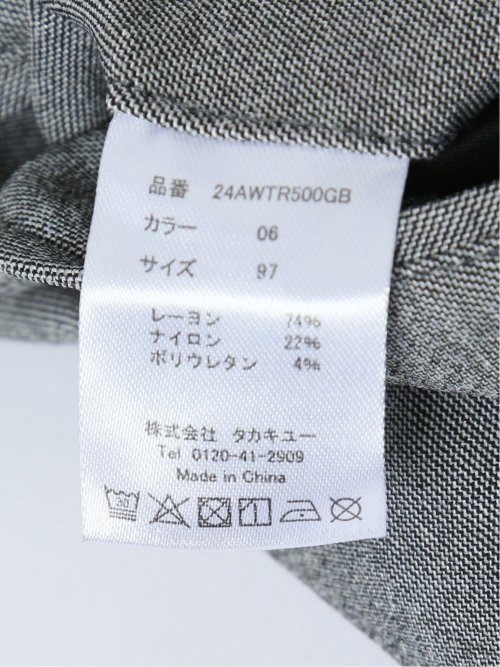 品番 24AWTR500GB
カラー 06
サイズ 97
レーヨン 74%
ナイロン 22%
ポリウレタン 4%
株式会社 タカキユー
Tel 0120-41-2909
Made in China
30